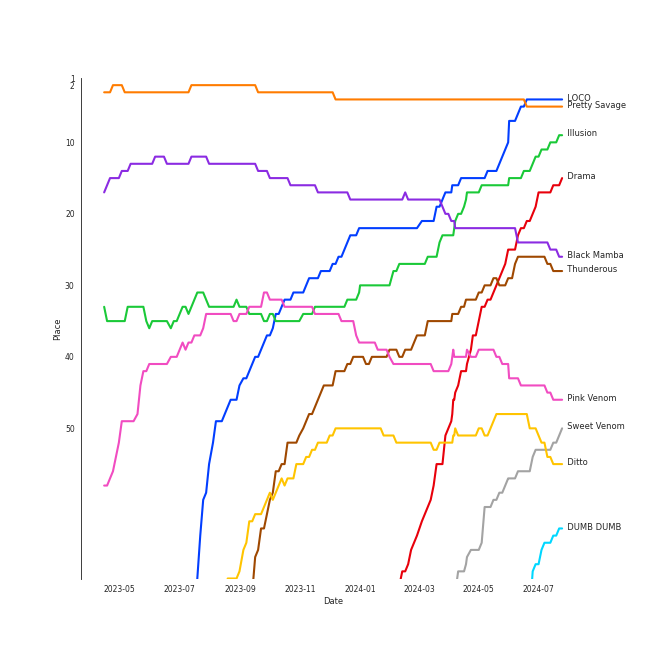 1
2
10
20
30
40
50
Place
2023-05
2023-07
2023-09
2023-11
2024-01
2024-03
2024-05
2024-07
Date
LOCO
Pretty Savage
Illusion
Drama
Black Mamba
Thunderous
Pink Venom
Sweet Venom
Ditto
DUMB DUMB